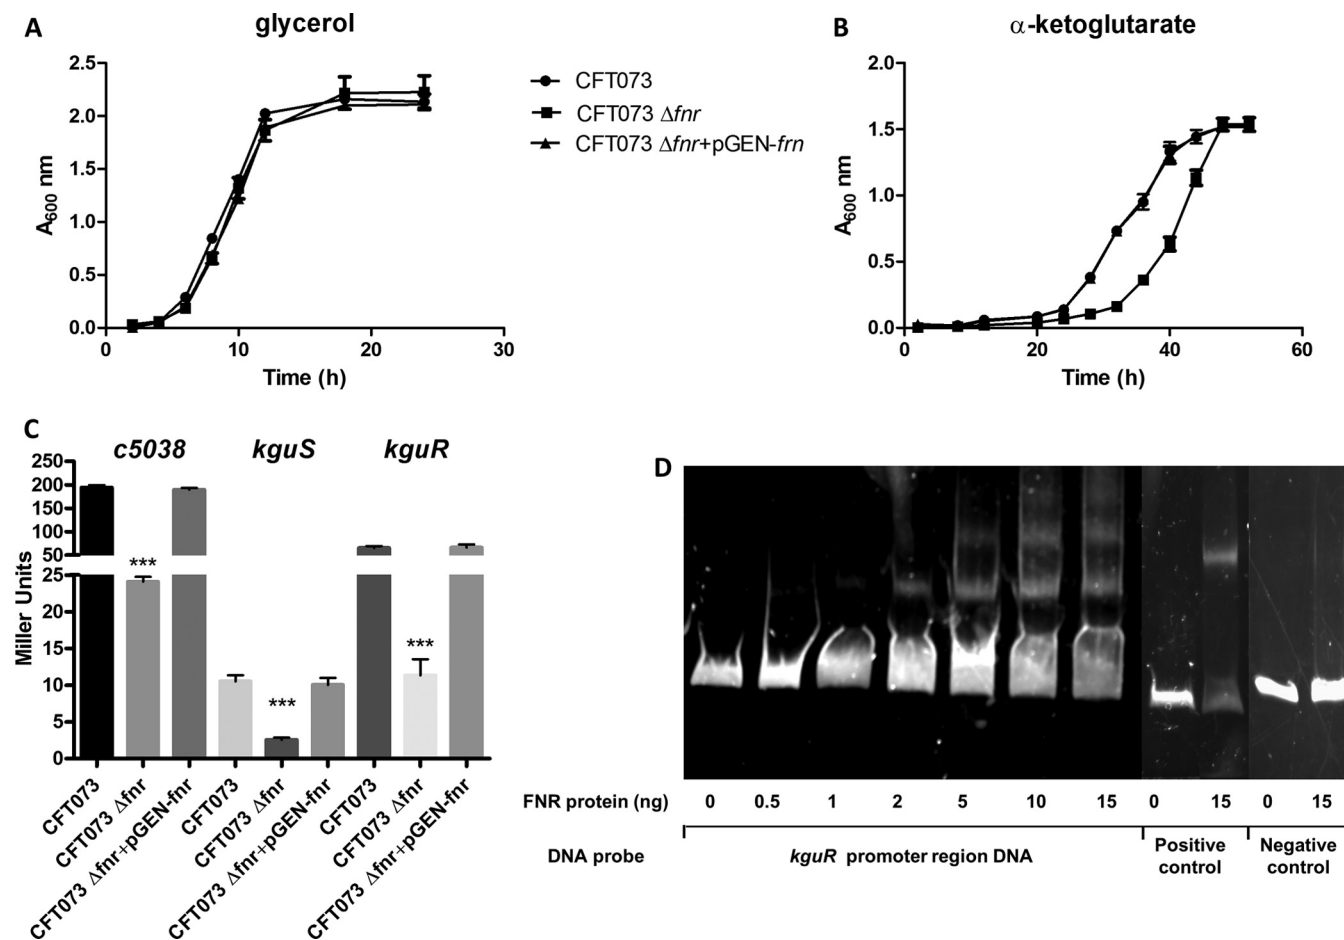 A
glycerol
2.5
2.0
1.5
1.0
0.5
0.0
A600 nm
0 10 20 30
Time (h)
CFT073
CFT073 Δfnr
CFT073 Δfnr+pGEN-frn
B
α-ketoglutarate
2.0
1.5
1.0
0.5
0.0
A600 nm
0 20 40 60
Time (h)
C
c5038 kguS kguR
250
200
150
100
50
25
20
15
10
5
0
Miller Units
***
***
***
CFT073
CFT073 Δfnr
CFT073 Δfnr+pGEN-fnr
CFT073
CFT073 Δfnr
CFT073 Δfnr+pGEN-fnr
CFT073
CFT073 Δfnr
CFT073 Δfnr+pGEN-fnr
D
FNR protein (ng) 0 0.5 1 2 5 10 15 0 15 0 15
DNA probe kguR promoter region DNA
Positive
control
Negative
control